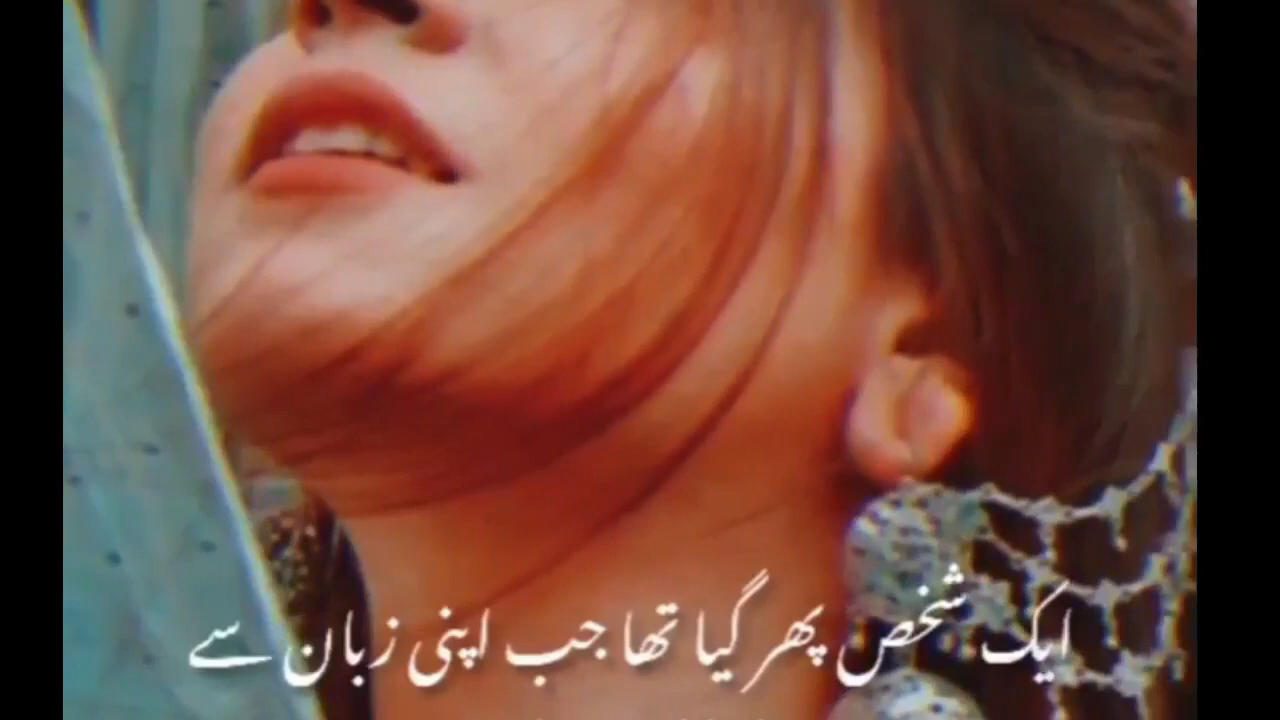 ایک شخص پھر گیا تھا جب اپنی زبان سے